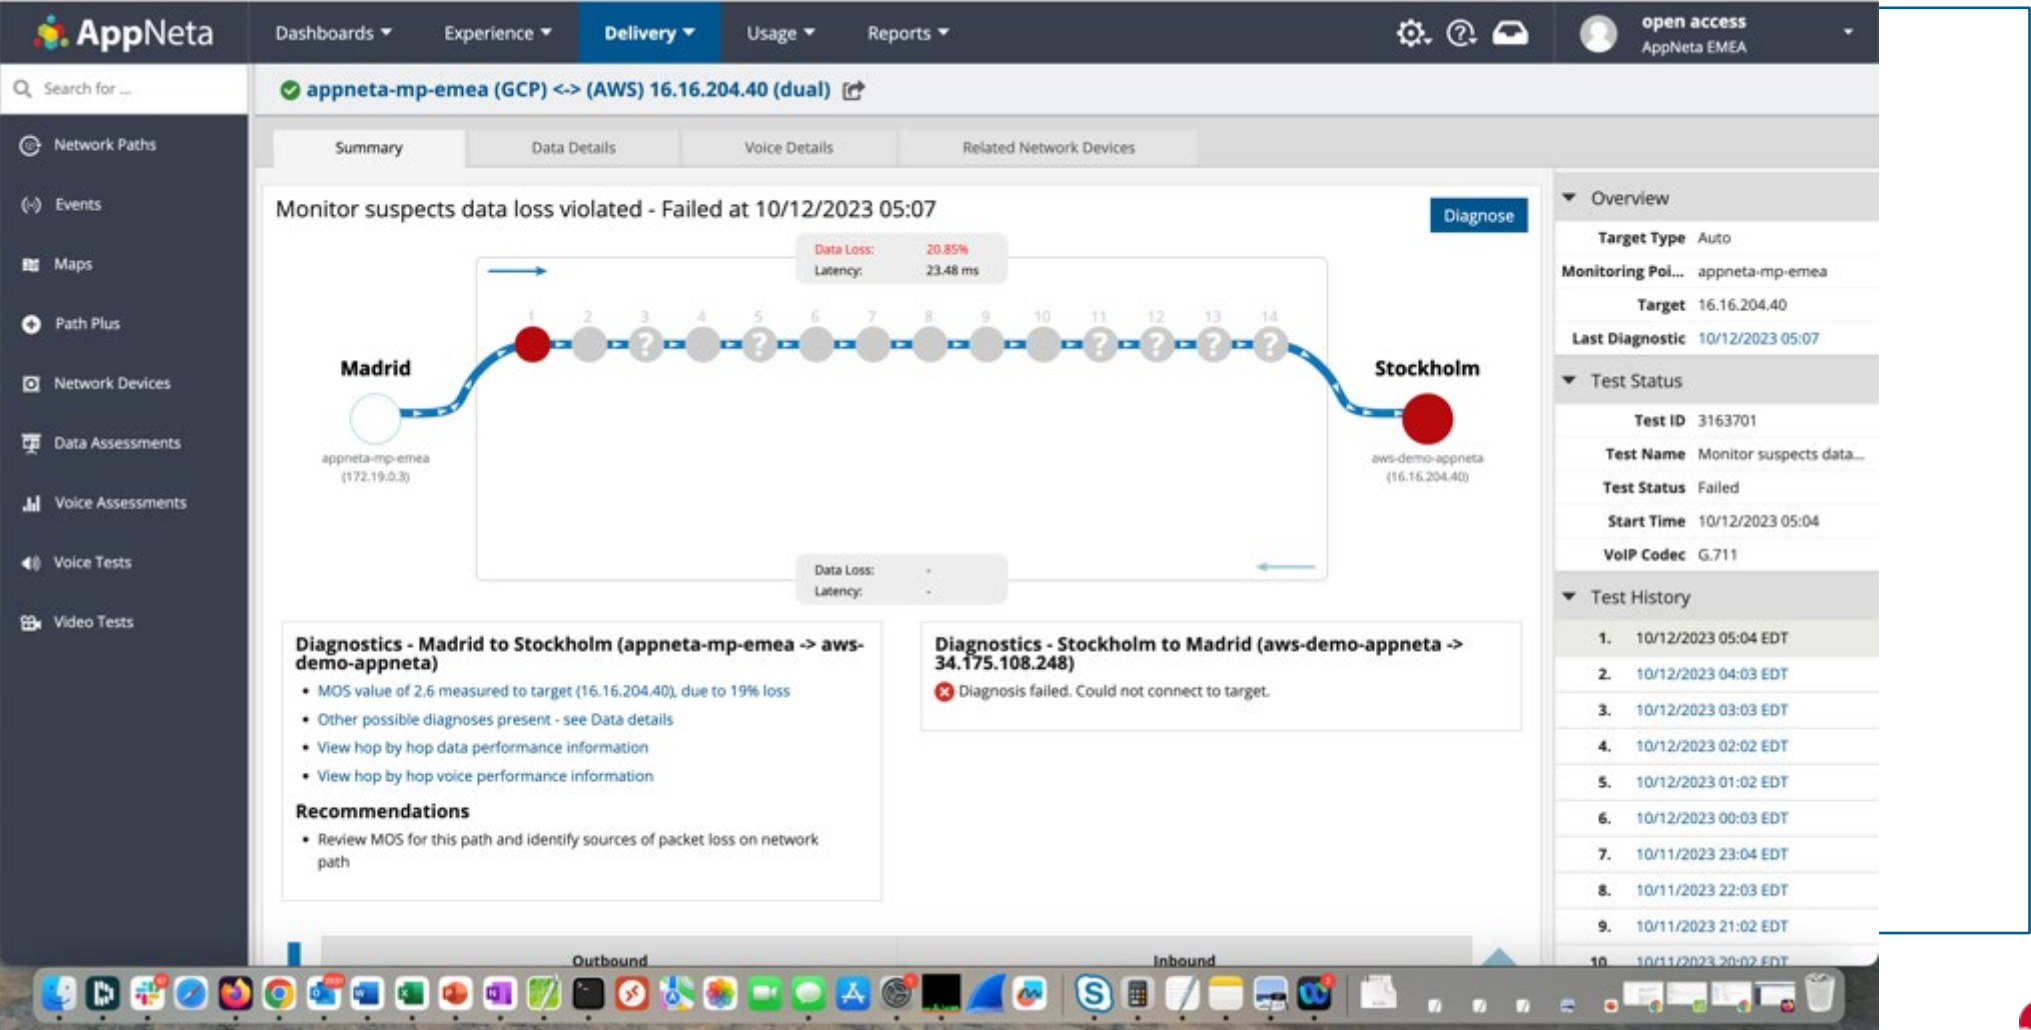 AppNeta
Dashboards
Experience
Delivery
Usage
Reports
open access
AppNeta EMEA
Search for ...
appneta-mp-emea (GCP) <-> (AWS) 16.16.204.40 (dual)
Network Paths
Events
Maps
Path Plus
Network Devices
Data Assessments
Voice Assessments
Voice Tests
Video Tests
Summary
Data Details
Voice Details
Related Network Devices
Monitor suspects data loss violated - Failed at 10/12/2023 05:07
Diagnose
Data Loss: 20.85%
Latency: 23.48 ms
1 2 3 4 5 6 7 8 9 10 11 12 13 14
? ? ? ? ? ?
Madrid
appneta-mp-emea
(172.19.0.3)
Stockholm
aws-demo-appneta
(16.16.204.40)
Data Loss: -
Latency: -
Diagnostics - Madrid to Stockholm (appneta-mp-emea -> aws-
demo-appneta)
• MOS value of 2.6 measured to target (16.16.204.40), due to 19% loss
• Other possible diagnoses present - see Data details
• View hop by hop data performance information
• View hop by hop voice performance information
Recommendations
• Review MOS for this path and identify sources of packet loss on network
path
Diagnostics - Stockholm to Madrid (aws-demo-appneta ->
34.175.108.248)
Diagnosis failed. Could not connect to target.
Outbound
Inbound
Overview
Target Type Auto
Monitoring Poi... appneta-mp-emea
Target 16.16.204.40
Last Diagnostic 10/12/2023 05:07
Test Status
Test ID 3163701
Test Name Monitor suspects data...
Test Status Failed
Start Time 10/12/2023 05:04
VoIP Codec G.711
Test History
1. 10/12/2023 05:04 EDT
2. 10/12/2023 04:03 EDT
3. 10/12/2023 03:03 EDT
4. 10/12/2023 02:02 EDT
5. 10/12/2023 01:02 EDT
6. 10/12/2023 00:03 EDT
7. 10/11/2023 23:04 EDT
8. 10/11/2023 22:03 EDT
9. 10/11/2023 21:02 EDT
10 10/11/2023 20:02 EDT